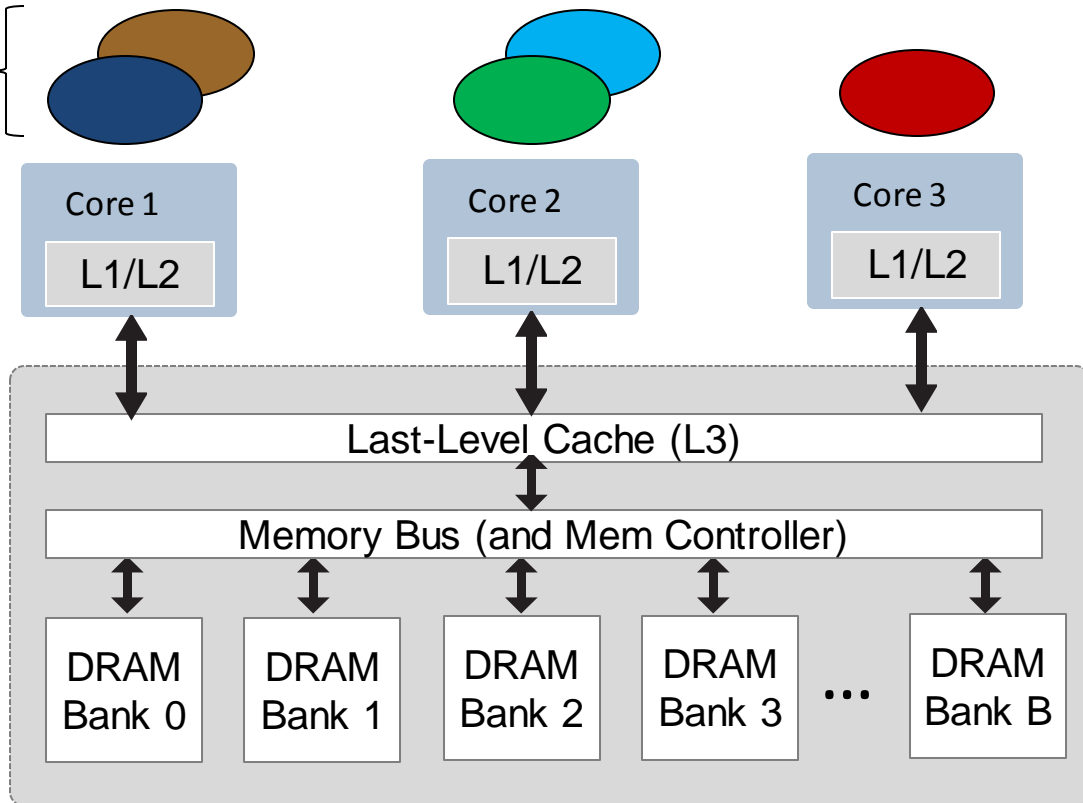 Core 1
Core 2
Core 3
L1/L2
L1/L2
L1/L2
Last-Level Cache (L3)
Memory Bus (and Mem Controller)
DRAM
Bank 0
DRAM
Bank 1
DRAM
Bank 2
DRAM
Bank 3
...
DRAM
Bank B